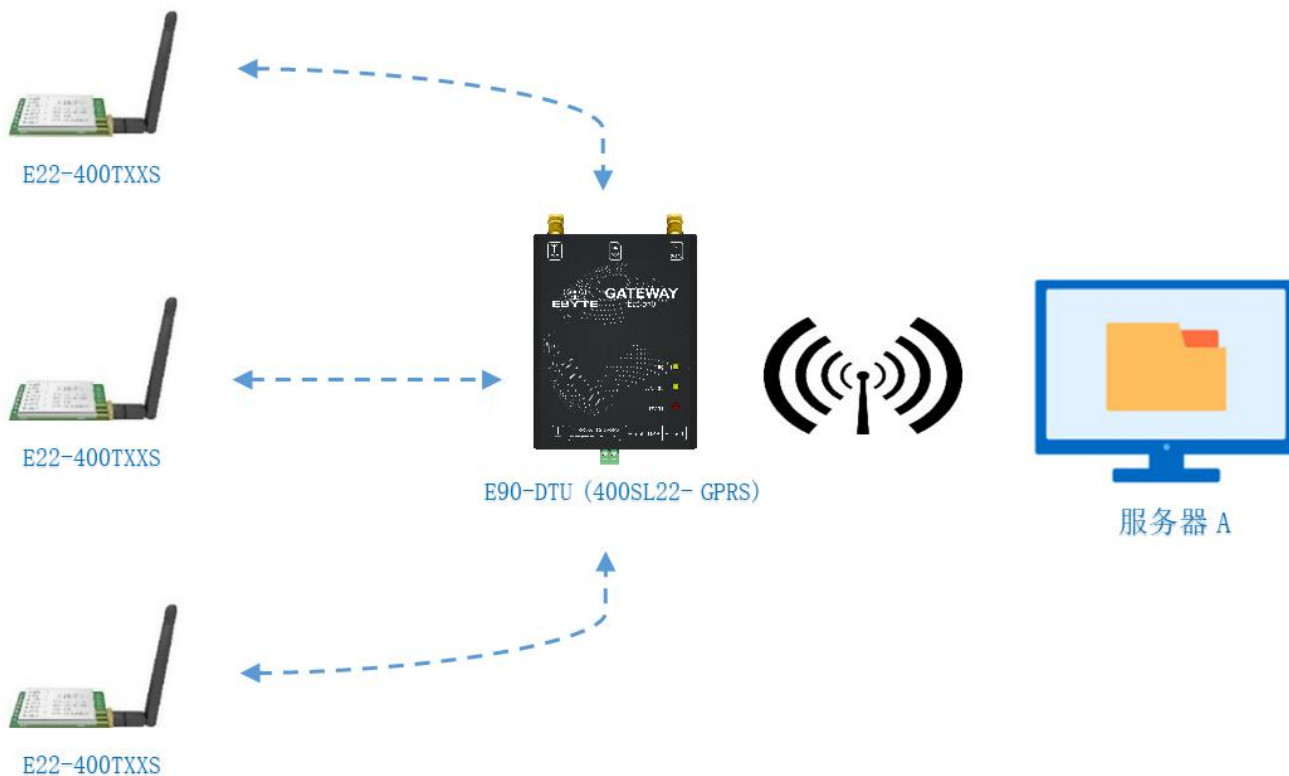 E22-400TXXS
GATEWAY
EBYTE
E22-400TXXS
E90-DTU (400SL22- GPRS)
服务器 A
E22-400TXXS